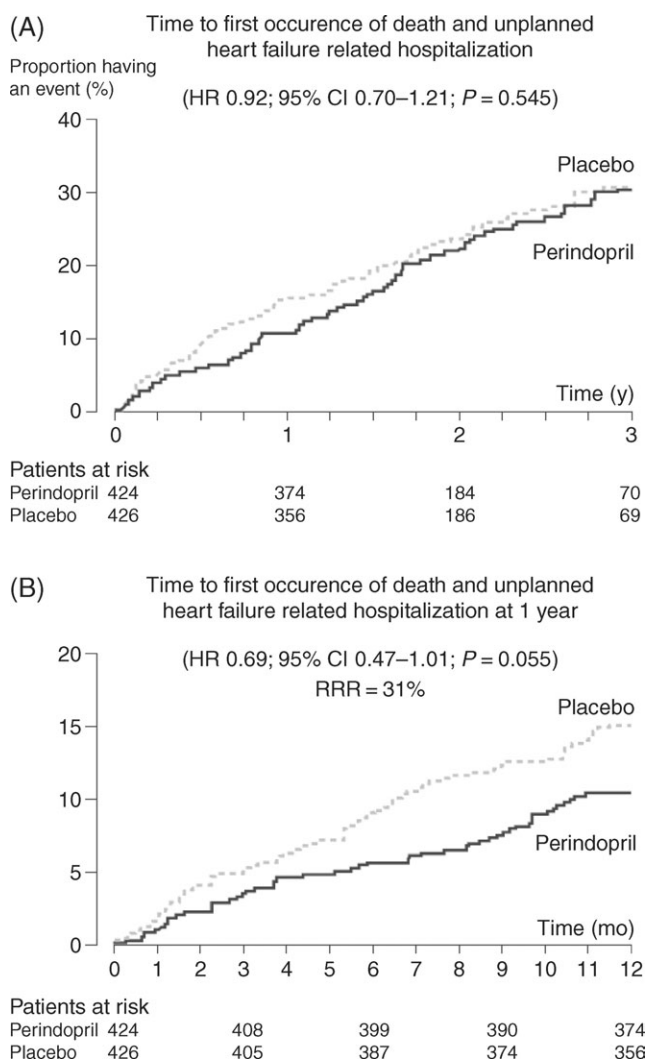 (A)
Time to first occurence of death and unplanned
heart failure related hospitalization
Proportion having
an event (%)
(HR 0.92; 95% CI 0.70–1.21; P = 0.545)
40
Placebo
30
Perindopril
20
10
Time (y)
0
0 1 2 3
Patients at risk
Perindopril 424 374 184 70
Placebo 426 356 186 69
(B)
Time to first occurence of death and unplanned
heart failure related hospitalization at 1 year
20
(HR 0.69; 95% CI 0.47–1.01; P = 0.055)
RRR = 31%
Placebo
15
10
Perindopril
5
Time (mo)
0
0 1 2 3 4 5 6 7 8 9 10 11 12
Patients at risk
Perindopril 424 408 399 390 374
Placebo 426 405 387 374 356